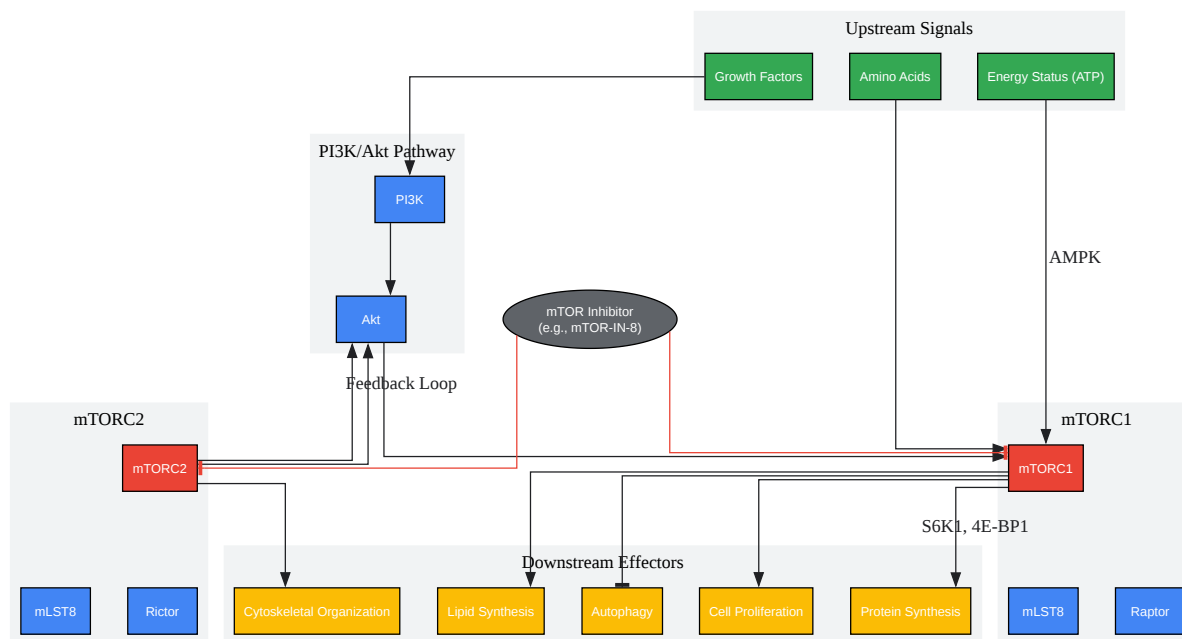 Upstream Signals
Growth Factors
Amino Acids
Energy Status (ATP)
PI3K/Akt Pathway
PI3K
AMPK
Akt
mTOR Inhibitor
(e.g., mTOR-IN-8)
Feedback Loop
mTORC2
mTORC1
mTORC2
mTORC1
S6K1, 4E-BP1
Downstream Effectors
mLST8
Rictor
Cytoskeletal Organization
Lipid Synthesis
Autophagy
Cell Proliferation
Protein Synthesis
mLST8
Raptor